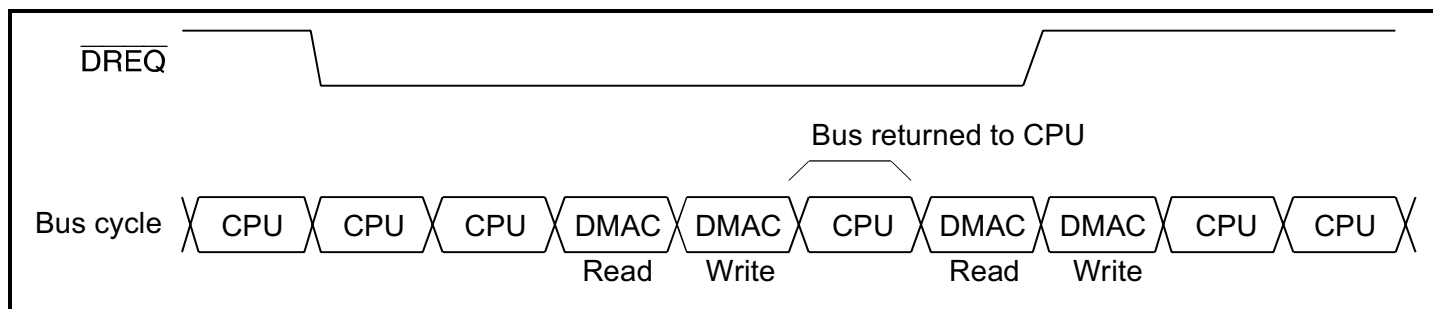 DREQ
Bus returned to CPU
Bus cycle CPU CPU CPU DMAC DMAC CPU DMAC DMAC CPU CPU
Read Write Read Write